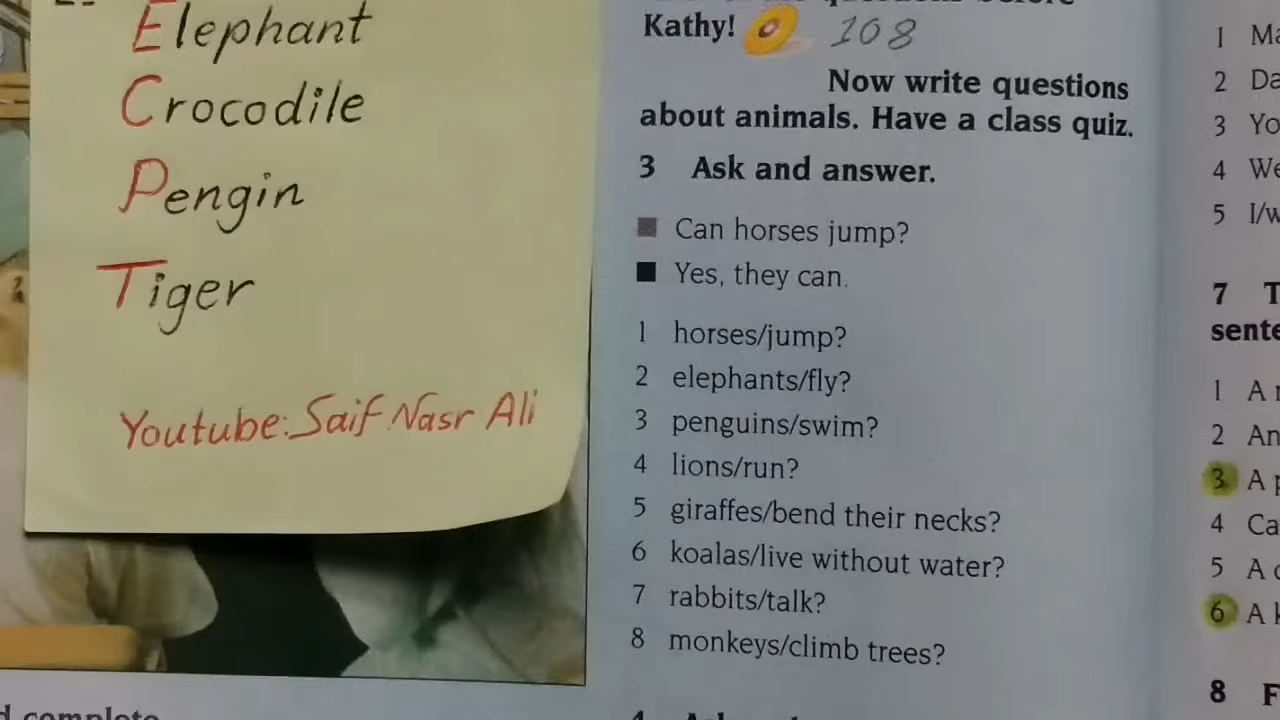 Elephant
Crocodile
Pengin
Tiger
Youtube: Saif Nasr Ali
Kathy! 108
Now write questions
about animals. Have a class quiz.
3 Ask and answer.
Can horses jump?
Yes, they can.
1 horses/jump?
2 elephants/fly?
3 penguins/swim?
4 lions/run?
5 giraffes/bend their necks?
6 koalas/live without water?
7 rabbits/talk?
8 monkeys/climb trees?
1
2
3
4 We
5 I/w
7
1 A
2 An
3 A
4 Ca
5 A
6 A
8